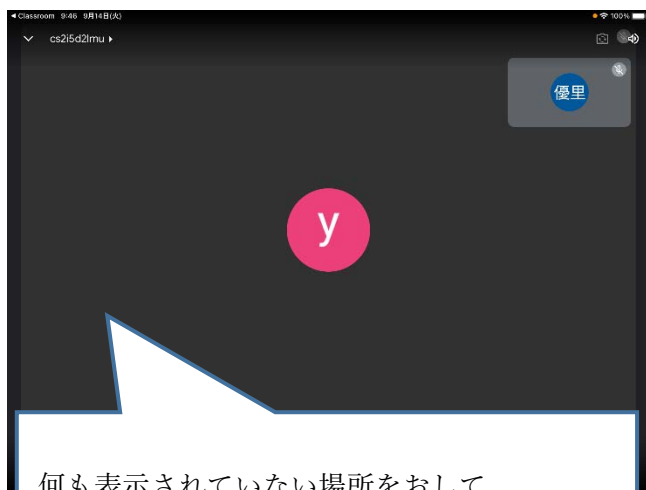 ◀Classroom 9:46 9月14日(火)
100%
cs2i5d2lmu ▸
優里
y
何も表示されていない場所をおして